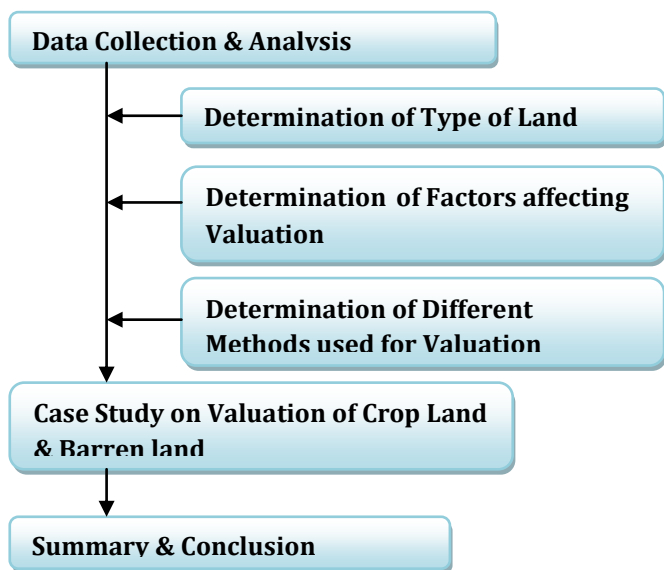 Data Collection & Analysis
Determination of Type of Land
Determination of Factors affecting
Valuation
Determination of Different
Methods used for Valuation
Case Study on Valuation of Crop Land
& Barren land
Summary & Conclusion